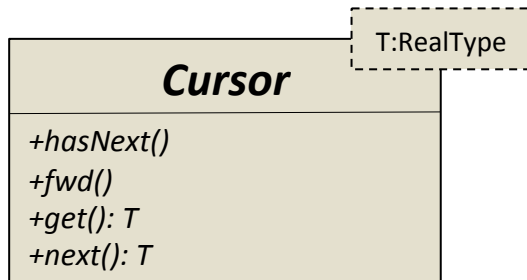 T:RealType
Cursor
+hasNext()
+fwd()
+get(): T
+next(): T